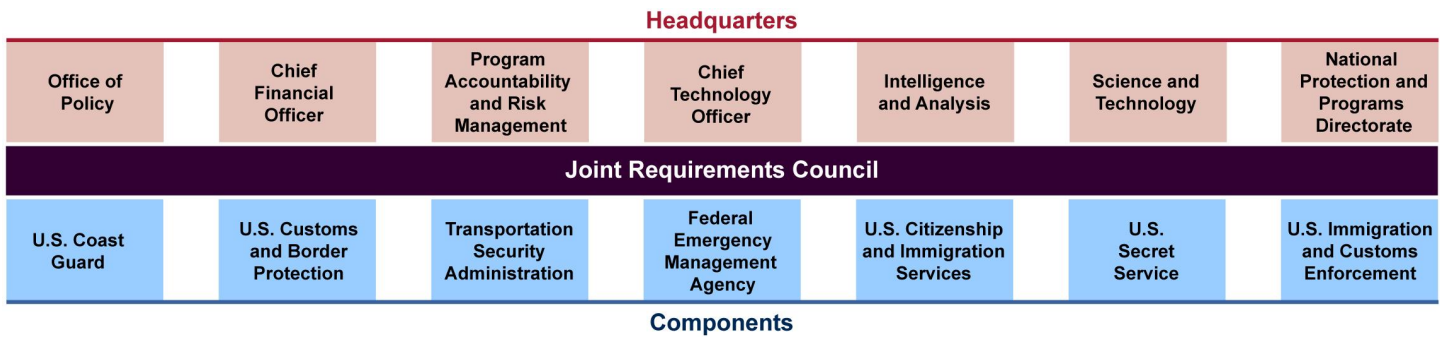 Headquarters
Office of
Policy
Chief
Financial
Officer
Program
Accountability
and Risk
Management
Chief
Technology
Officer
Intelligence
and Analysis
Science and
Technology
National
Protection and
Programs
Directorate
Joint Requirements Council
U.S. Coast
Guard
U.S. Customs
and Border
Protection
Transportation
Security
Administration
Federal
Emergency
Management
Agency
U.S. Citizenship
and Immigration
Services
U.S.
Secret
Service
U.S. Immigration
and Customs
Enforcement
Components